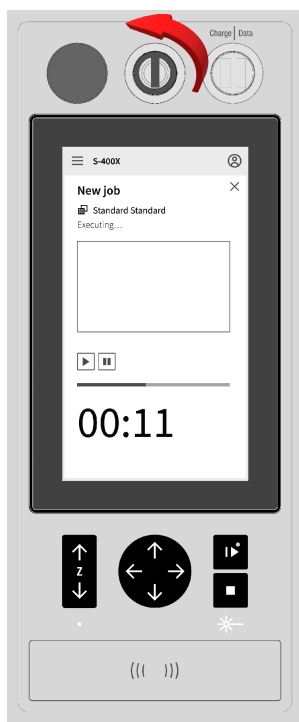 Charge | Data
S-400X
New job
Standard Standard
Executing...
00:11
Z